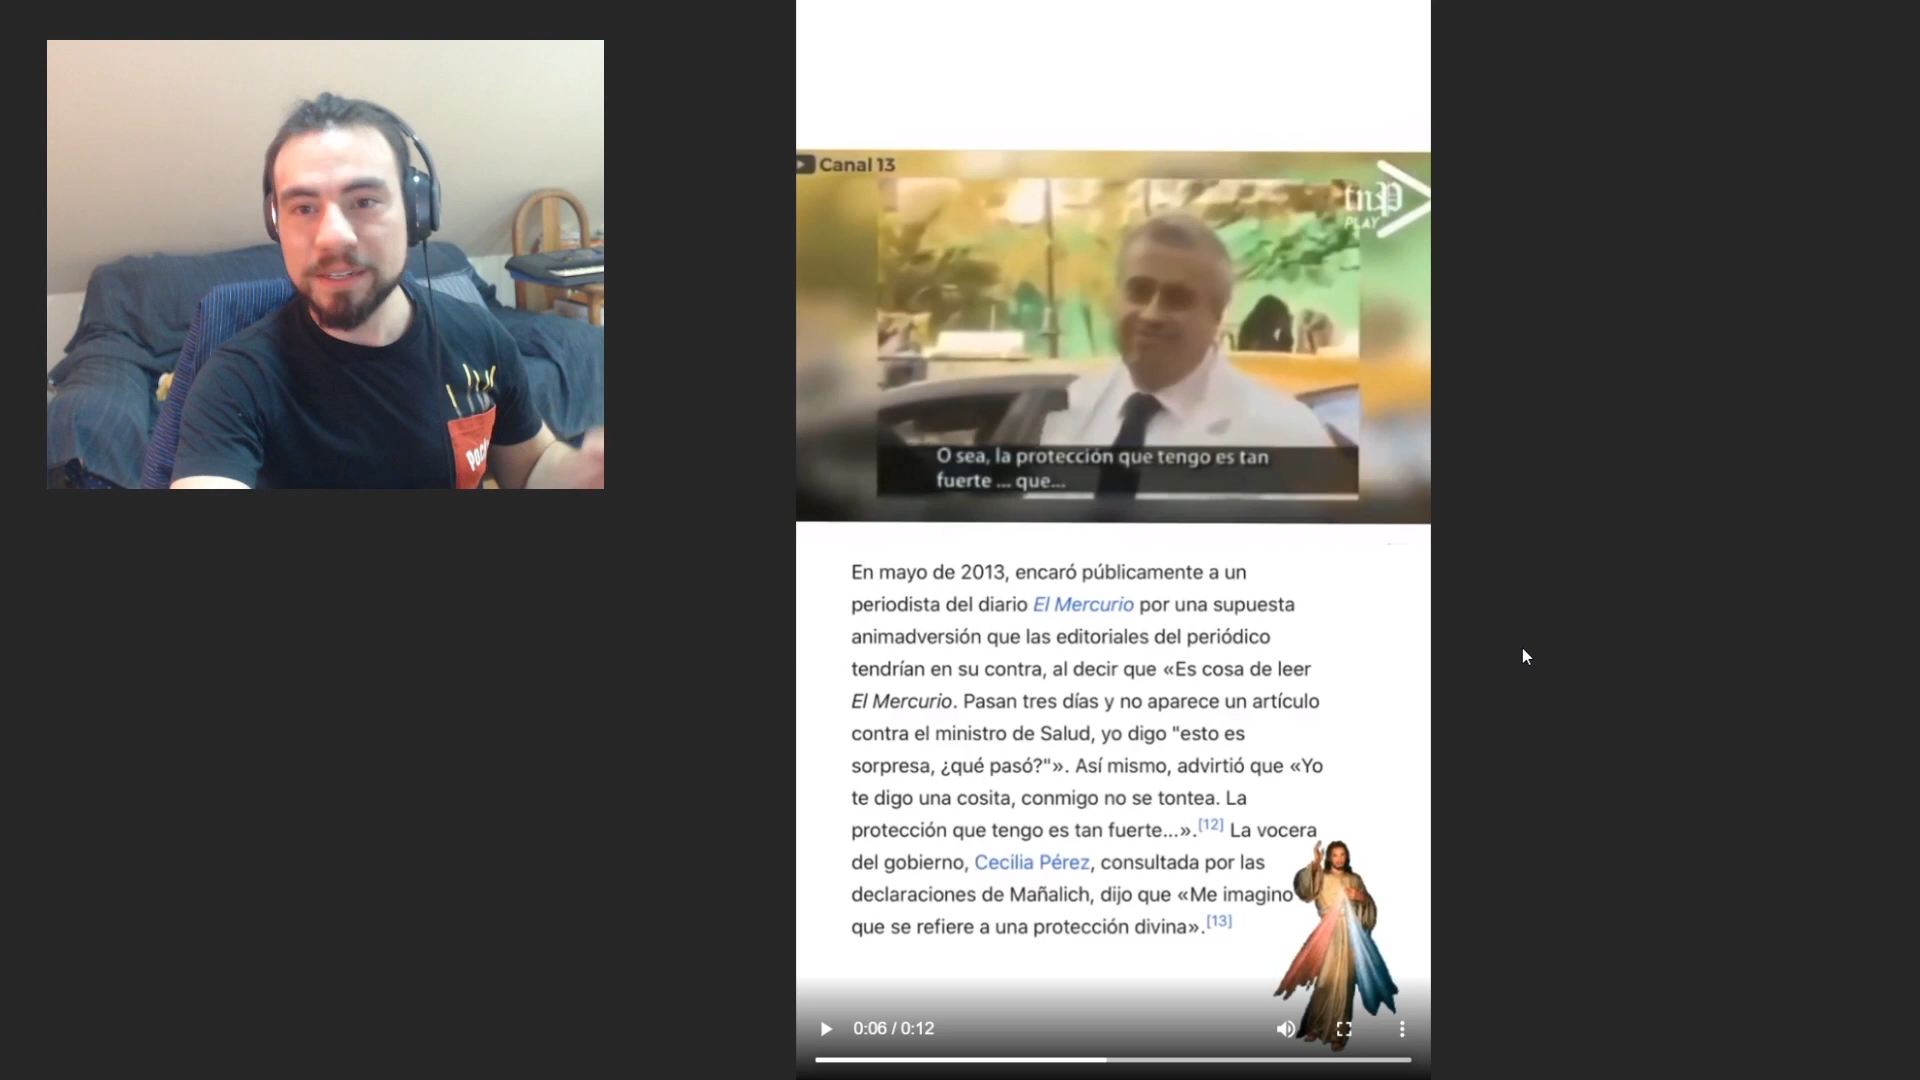 Canal 13
tnP
PLAY
O sea, la protección que tengo es tan
fuerte ... que...
En mayo de 2013, encaró públicamente a un
periodista del diario El Mercurio por una supuesta
animadversión que las editoriales del periódico
tendrían en su contra, al decir que «Es cosa de leer
El Mercurio. Pasan tres días y no aparece un artículo
contra el ministro de Salud, yo digo "esto es
sorpresa, ¿qué pasó?"». Así mismo, advirtió que «Yo
te digo una cosita, conmigo no se tontea. La
protección que tengo es tan fuerte...».[12] La vocera
del gobierno, Cecilia Pérez, consultada por las
declaraciones de Mañalich, dijo que «Me imagino
que se refiere a una protección divina».[13]
0:06 / 0:12